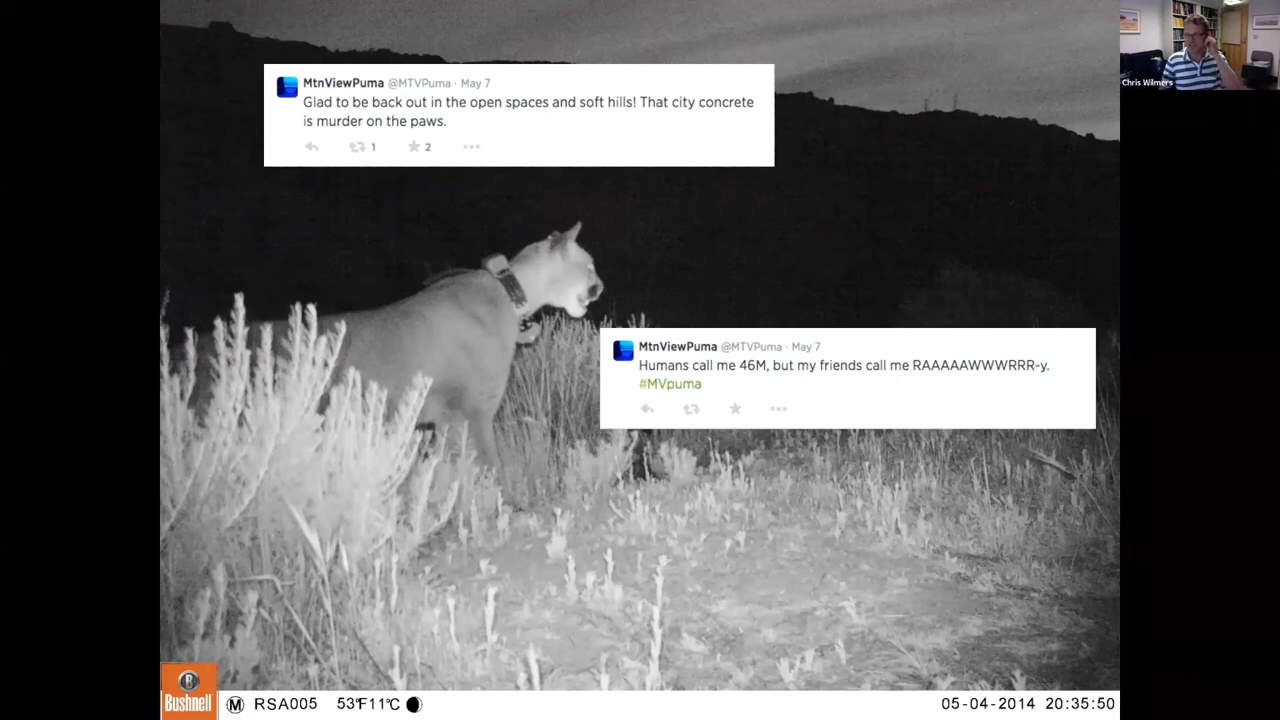 MtnViewPuma @MTVPuma · May 7
Glad to be back out in the open spaces and soft hills! That city concrete
is murder on the paws.
1 2
Chris Wilmers
MtnViewPuma @MTVPuma · May 7
Humans call me 46M, but my friends call me RAAAAAWWWRRR-y.
#MVpuma
B
Bushnell M RSA005 53°F11°C 05-04-2014 20:35:50